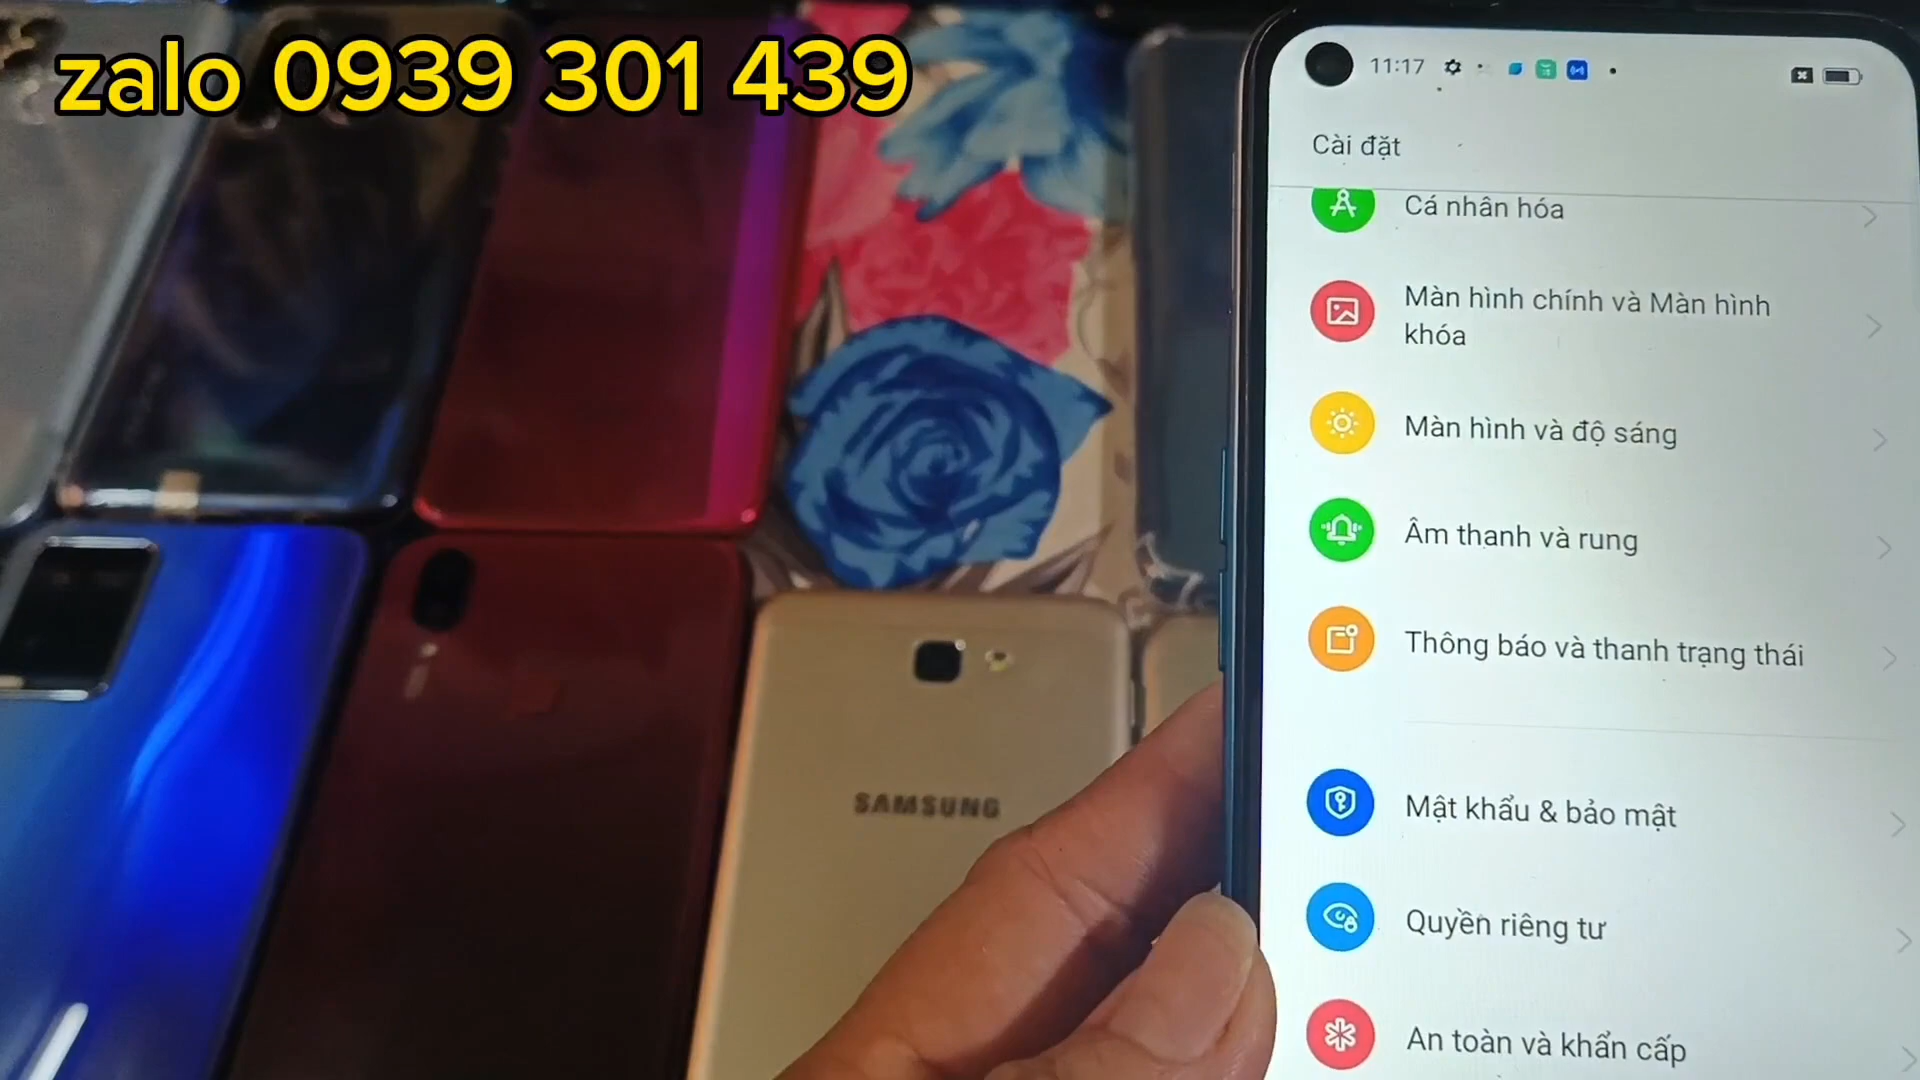 zalo 0939 301 439
11:17
Cài đặt
Cá nhân hóa
Màn hình chính và Màn hình
khóa
Màn hình và độ sáng
Âm thanh và rung
Thông báo và thanh trạng thái
Mật khẩu & bảo mật
Quyền riêng tư
An toàn và khẩn cấp
SAMSUNG